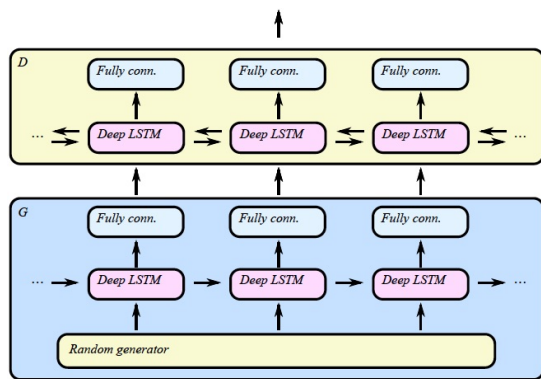 D
Fully conn. Fully conn. Fully conn.
... Deep LSTM Deep LSTM Deep LSTM ...
G
Fully conn. Fully conn. Fully conn.
... Deep LSTM Deep LSTM Deep LSTM ...
Random generator